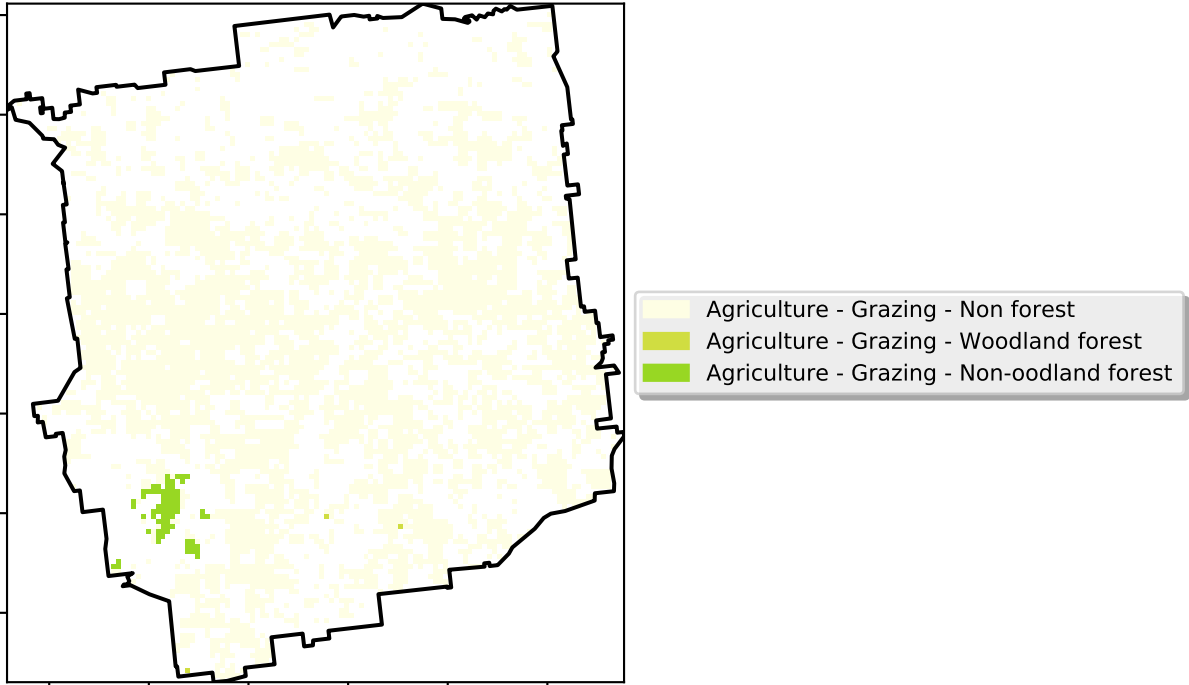 Agriculture - Grazing - Non forest
Agriculture - Grazing - Woodland forest
Agriculture - Grazing - Non-oodland forest